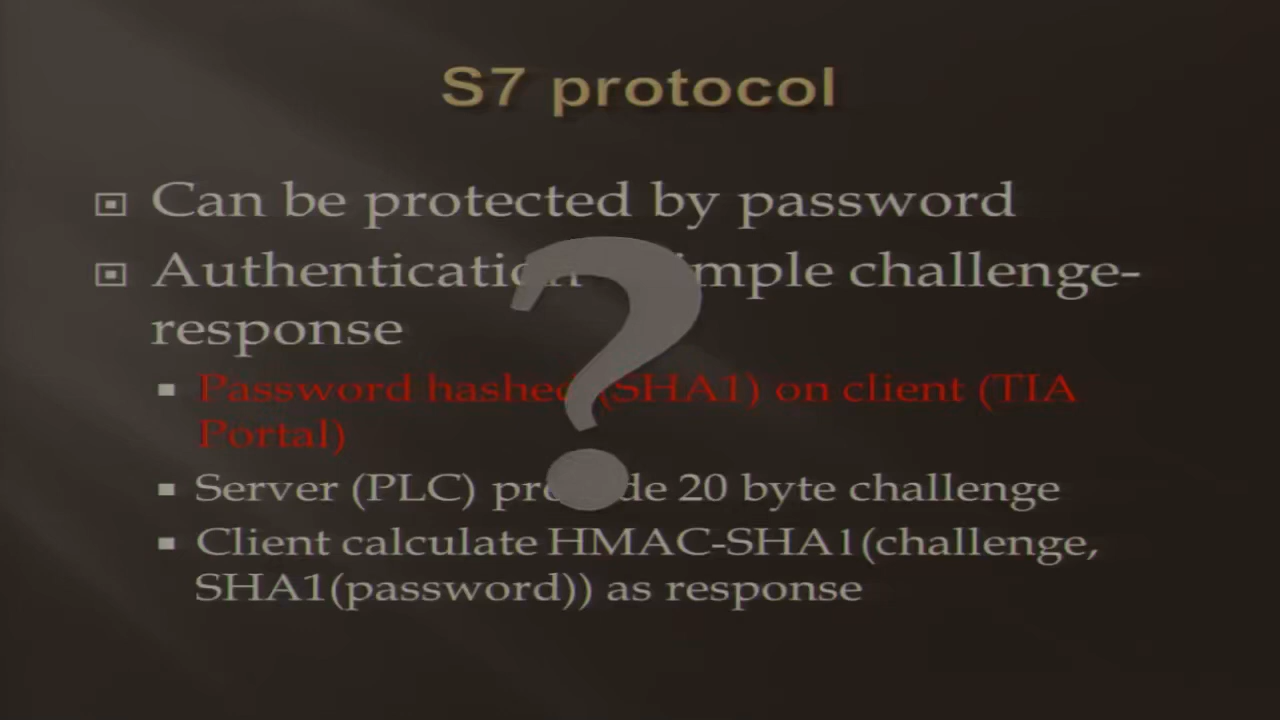 S7 protocol
Can be protected by password
Authentication imple challenge-
response
Password hashed (SHA1) on client (TIA
Portal)
Server (PLC) provide 20 byte challenge
Client calculate HMAC-SHA1(challenge,
SHA1(password)) as response
?